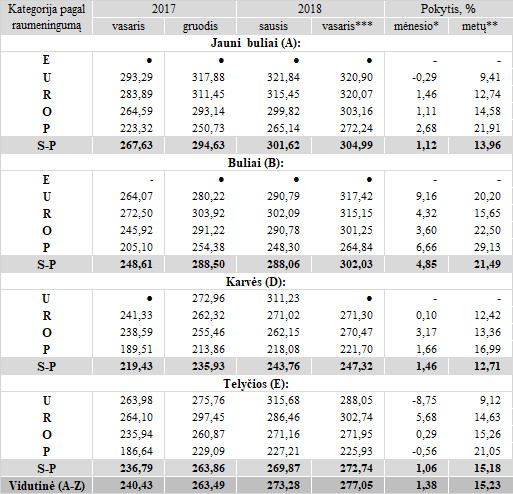 Kategorija pagal raumeningumą 2017 2018 Pokytis, %
vasaris gruodis sausis vasaris*** mėnesio* metų**
Jauni buliai (A):
E ● ● ● ● - -
U 293,29 317,88 321,84 320,90 -0,29 9,41
R 283,89 311,45 315,45 320,07 1,46 12,74
O 264,59 293,14 299,82 303,16 1,11 14,58
P 223,32 250,73 265,14 272,24 2,68 21,91
S-P 267,63 294,63 301,62 304,99 1,12 13,96
Buliai (B):
E - ● ● ● - -
U 264,07 280,22 290,79 317,42 9,16 20,20
R 272,50 303,92 302,09 315,15 4,32 15,65
O 245,92 291,22 290,78 301,25 3,60 22,50
P 205,10 254,38 248,30 264,84 6,66 29,13
S-P 248,61 288,50 288,06 302,03 4,85 21,49
Karvės (D):
U ● 272,96 311,23 ● - -
R 241,33 262,32 271,02 271,30 0,10 12,42
O 238,59 255,46 262,15 270,47 3,17 13,36
P 189,51 213,86 218,08 221,70 1,66 16,99
S-P 219,43 235,93 243,76 247,32 1,46 12,71
Telyčios (E):
U 263,98 275,76 315,68 288,05 -8,75 9,12
R 264,10 297,45 286,46 302,74 5,68 14,63
O 235,94 260,87 271,16 271,95 0,29 15,26
P 186,64 229,09 227,21 225,93 -0,56 21,05
S-P 236,79 263,86 269,87 272,74 1,06 15,18
Vidutinė (A-Z) 240,43 263,49 273,28 277,05 1,38 15,23